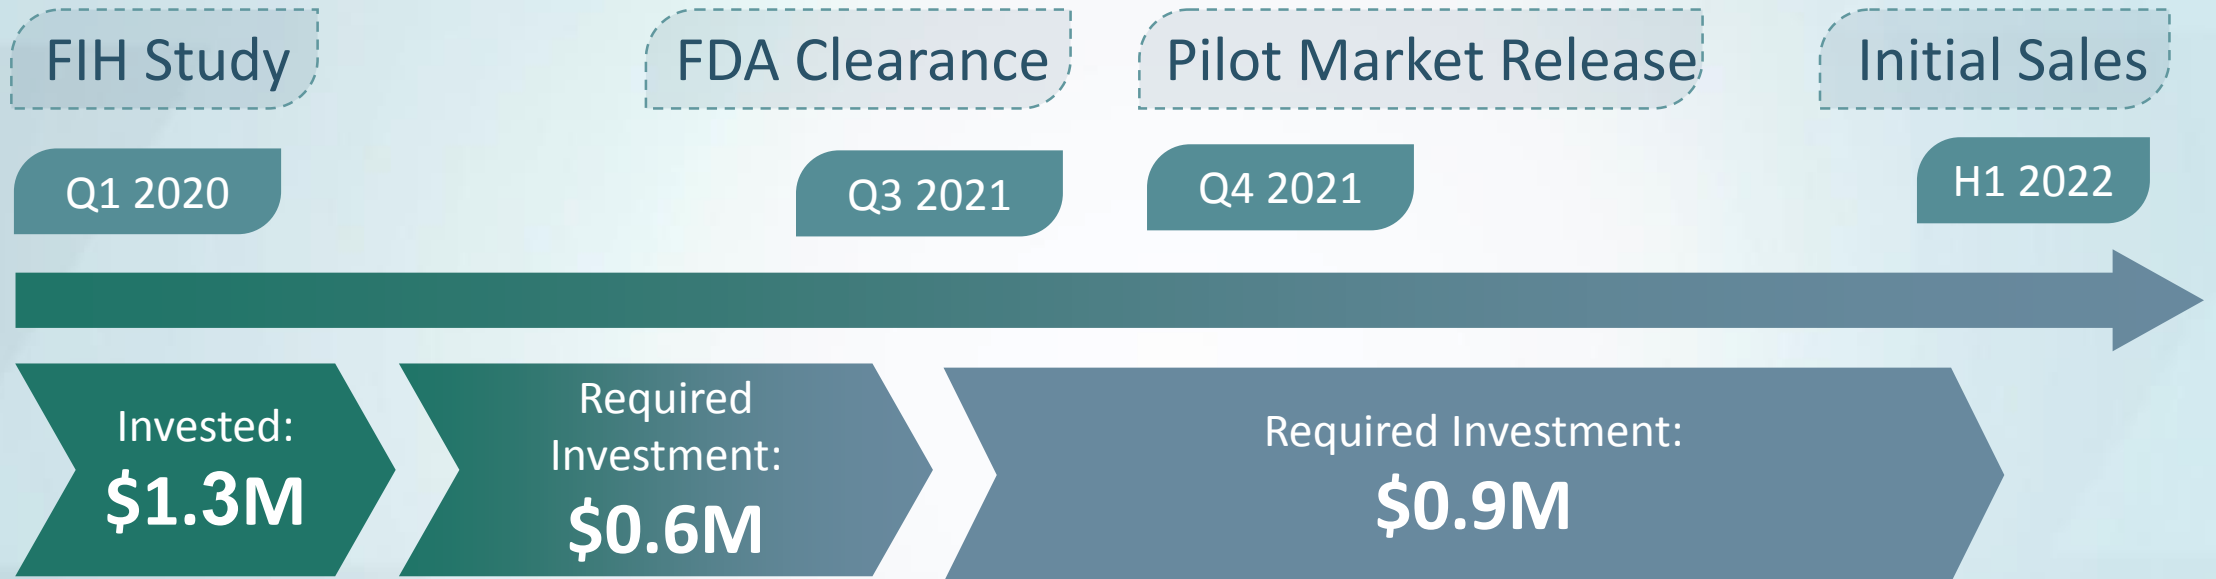 FIH Study
FDA Clearance
Pilot Market Release
Initial Sales
Q1 2020
Q3 2021
Q4 2021
H1 2022
Invested:
$1.3M
Required
Investment:
$0.6M
Required Investment:
$0.9M